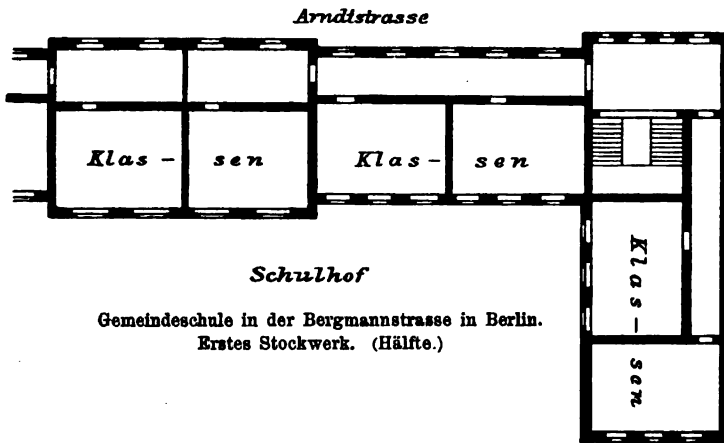 Arndtstrasse
Klas - sen Klas - sen
Klas - sen
Schulhof
Gemeindeschule in der Bergmannstrasse in Berlin.
Erstes Stockwerk. (Hälfte.)